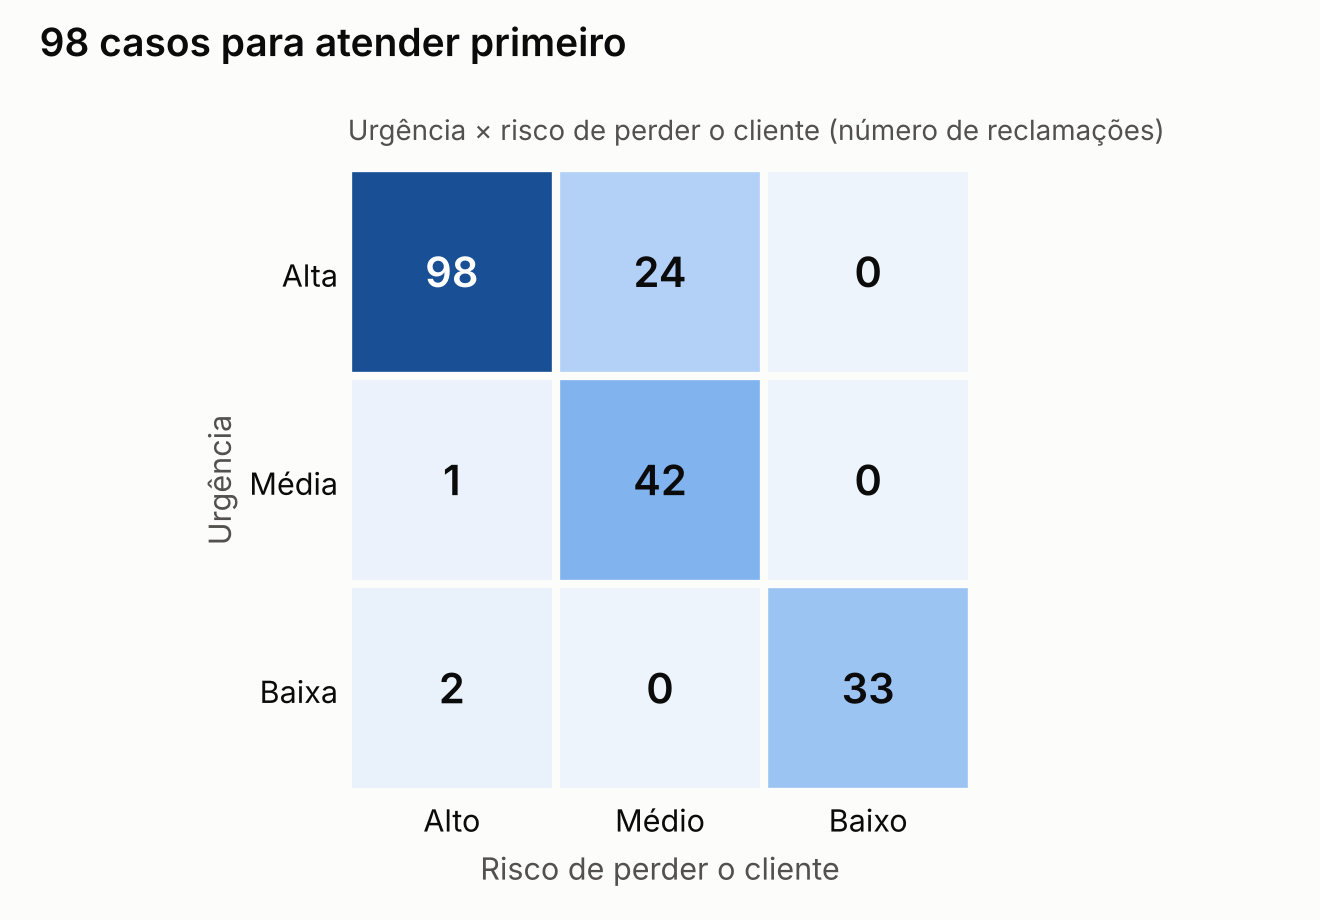 98 casos para atender primeiro
Urgência × risco de perder o cliente (número de reclamações)
Urgência
Alta
98
24
0
Média
1
42
0
Baixa
2
0
33
Alto
Médio
Baixo
Risco de perder o cliente